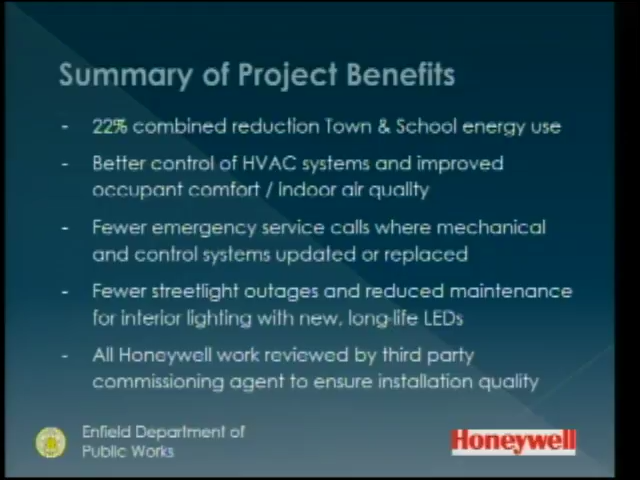 Summary of Project Benefits
- 22% combined reduction Town & School energy use
- Better control of HVAC systems and improved
occupant comfort / indoor air quality
- Fewer emergency service calls where mechanical
and control systems updated or replaced
- Fewer streetlight outages and reduced maintenance
for interior lighting with new, long-life LEDs
- All Honeywell work reviewed by third party
commissioning agent to ensure installation quality
Enfield Department of
Public Works
Honeywell